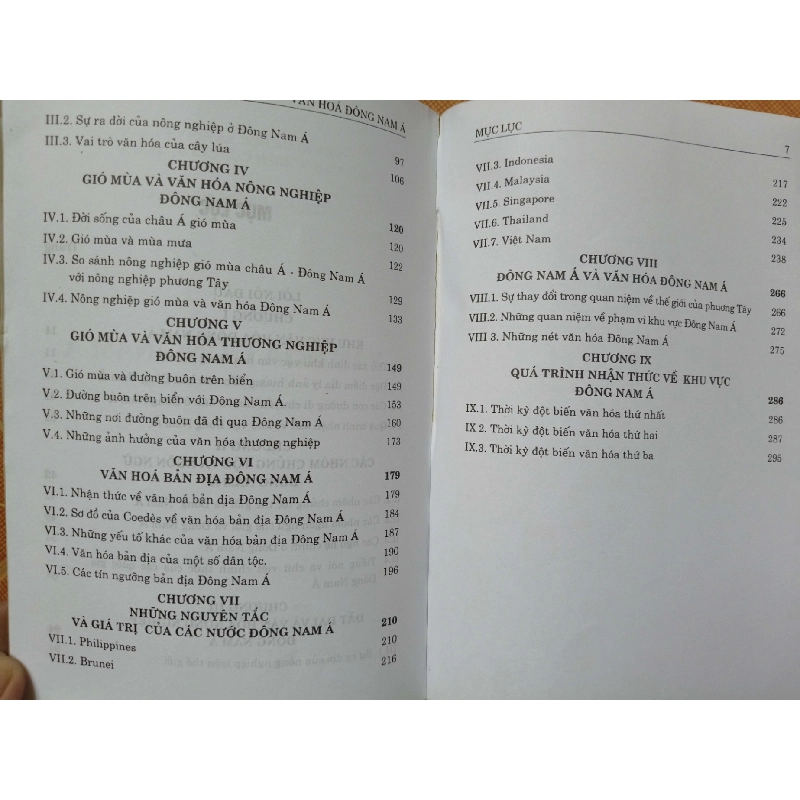 VĂN HOÁ ĐÔNG NAM Á
III.2. Sự ra đời của nông nghiệp ở Đông Nam Á 97
III.3. Vai trò văn hóa của cây lúa 106
CHƯƠNG IV
GIÓ MÙA VÀ VĂN HÓA NÔNG NGHIỆP
ĐÔNG NAM Á 120
IV.1. Đời sống của châu Á gió mùa 120
IV.2. Gió mùa và mùa mưa 122
IV.3. So sánh nông nghiệp gió mùa châu Á - Đông Nam Á
với nông nghiệp phương Tây 129
IV.4. Nông nghiệp gió mùa và văn hóa Đông Nam Á 133
CHƯƠNG V
GIÓ MÙA VÀ VĂN HÓA THƯƠNG NGHIỆP
ĐÔNG NAM Á 149
V.1. Gió mùa và đường buôn trên biển 149
V.2. Đường buôn trên biển với Đông Nam Á. 153
V.3. Những nơi đường buôn đã đi qua Đông Nam Á 160
V.4. Những ảnh hưởng của văn hóa thương nghiệp 173
CHƯƠNG VI
VĂN HOÁ BẢN ĐỊA ĐÔNG NAM Á 179
VI.1. Nhận thức về văn hoá bản địa Đông Nam Á 179
VI.2. Sơ đồ của Coedès về văn hóa bản địa Đông Nam Á 184
VI.3. Những yếu tố khác của văn hóa bản địa Đông Nam Á 187
VI.4. Văn hóa bản địa của một số dân tộc. 190
VI.5. Các tín ngưỡng bản địa Đông Nam Á 196
CHƯƠNG VII
NHỮNG NGUYÊN TẮC
VÀ GIÁ TRỊ CỦA CÁC NƯỚC ĐÔNG NAM Á 210
VII.1. Philippines 210
VII.2. Brunei 216
MỤC LỤC 7
VII.3. Indonesia 217
VII.4. Malaysia 222
VII.5. Singapore 225
VII.6. Thailand 234
VII.7. Việt Nam 238
CHƯƠNG VIII
ĐÔNG NAM Á VÀ VĂN HÓA ĐÔNG NAM Á 266
VIII.1. Sự thay đổi trong quan niệm về thế giới của phương Tây 266
VIII.2. Những quan niệm về phạm vi khu vực Đông Nam Á 272
VIII 3. Những nét văn hóa Đông Nam Á 275
CHƯƠNG IX
QUÁ TRÌNH NHẬN THỨC VỀ KHU VỰC
ĐÔNG NAM Á 286
IX.1. Thời kỳ đột biến văn hóa thứ nhất 286
IX 2. Thời kỳ đột biến văn hóa thứ hai 287
IX.3. Thời kỳ đột biến văn hóa thứ ba 295